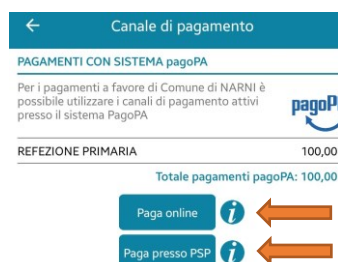 Canale di pagamento
PAGAMENTI CON SISTEMA pagoPA
Per i pagamenti a favore di Comune di NARNI è
possibile utilizzare i canali di pagamento attivi
presso il sistema PagoPA
pagoP
REFEZIONE PRIMARIA 100,00
Totale pagamenti pagoPA: 100,00
Paga online i
Paga presso PSP i